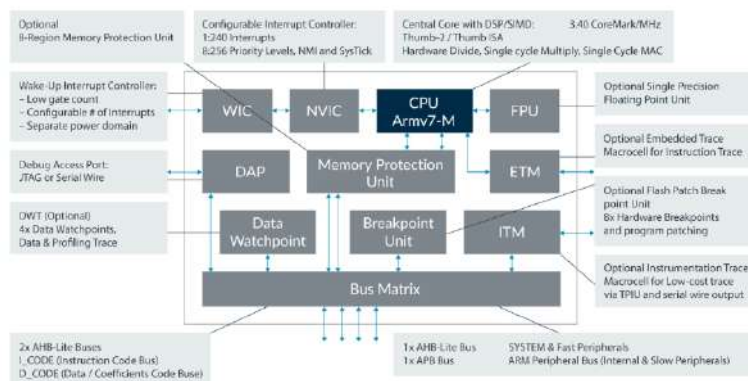 Optional
8-Region Memory Protection Unit
Configurable Interrupt Controller:
1:240 Interrupts
8:256 Priority Levels, NMI and SysTick
Central Core with DSP/SIMD: 3.40 CoreMark/MHz
Thumb-2 / Thumb ISA
Hardware Divide, Single cycle Multiply, Single Cycle MAC
Wake-Up Interrupt Controller:
– Low gate count
– Configurable # of Interrupts
– Separate power domain
WIC
NVIC
CPU
Armv7-M
FPU
Optional Single Precision
Floating Point Unit
Debug Access Port:
JTAG or Serial Wire
DAP
Memory Protection
Unit
ETM
Optional Embedded Trace
Macrocell for Instruction Trace
DWT (Optional)
4x Data Watchpoints,
Data & Profiling Trace
Data
Watchpoint
Breakpoint
Unit
ITM
Optional Flash Patch Break
point Unit
8x Hardware Breakpoints
and program patching
Bus Matrix
Optional Instrumentation Trace
Macrocell for Low-cost trace
via TPIU and serial wire output
2x AHB-Lite Buses
I_CODE (Instruction Code Bus)
D_CODE (Data / Coefficients Code Buse)
1x AHB-Lite Bus SYSTEM & Fast Peripherals
1x APB Bus ARM Peripheral Bus (Internal & Slow Peripherals)